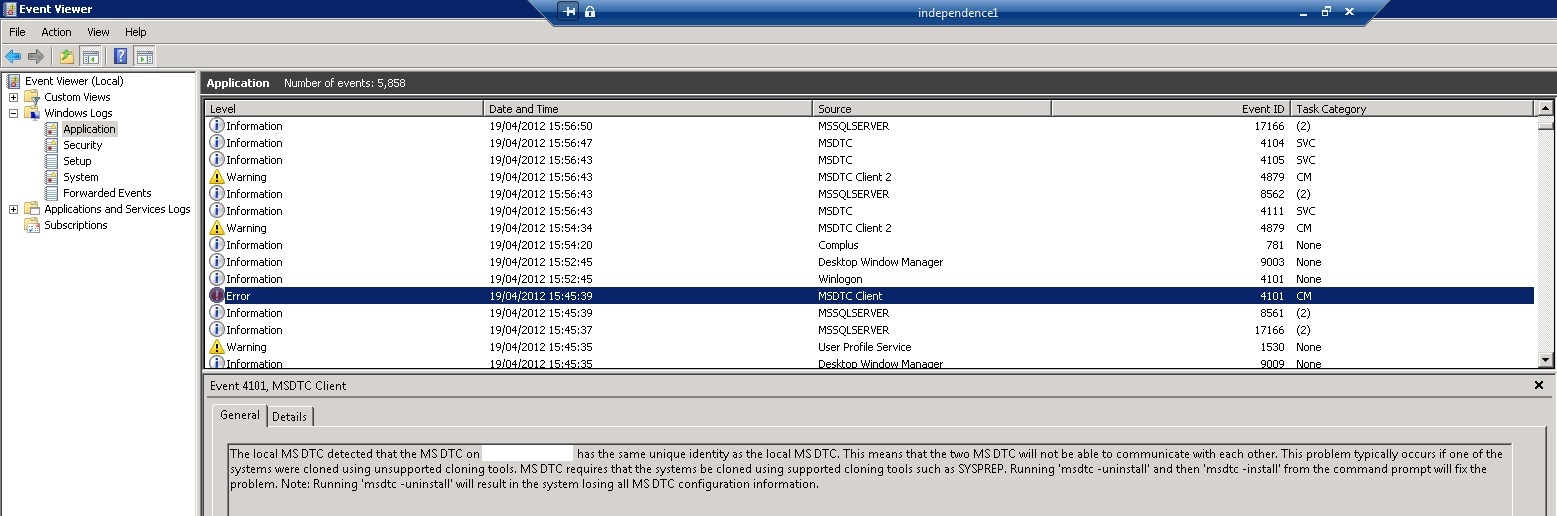 Event Viewer
independence1
File Action View Help
Event Viewer (Local)
Custom Views
Windows Logs
Application
Security
Setup
System
Forwarded Events
Applications and Services Logs
Subscriptions
Application Number of events: 5,858
Level Date and Time Source Event ID Task Category
Information 19/04/2012 15:56:50 MSSQLSERVER 17166 (2)
Information 19/04/2012 15:56:47 MSDTC 4104 SVC
Information 19/04/2012 15:56:43 MSDTC 4105 SVC
Warning 19/04/2012 15:56:43 MSDTC Client 2 4879 CM
Information 19/04/2012 15:56:43 MSSQLSERVER 8562 (2)
Information 19/04/2012 15:56:43 MSDTC 4111 SVC
Warning 19/04/2012 15:54:34 MSDTC Client 2 4879 CM
Information 19/04/2012 15:54:20 Complus 781 None
Information 19/04/2012 15:52:45 Desktop Window Manager 9003 None
Information 19/04/2012 15:52:45 Winlogon 4101 None
Error 19/04/2012 15:45:39 MSDTC Client 4101 CM
Information 19/04/2012 15:45:39 MSSQLSERVER 8561 (2)
Information 19/04/2012 15:45:37 MSSQLSERVER 17166 (2)
Warning 19/04/2012 15:45:35 User Profile Service 1530 None
Information 19/04/2012 15:45:35 Desktop Window Manager 9009 None
Event 4101, MSDTC Client
General Details
The local MS DTC detected that the MS DTC on has the same unique identity as the local MS DTC. This means that the two MS DTC will not be able to communicate with each other. This problem typically occurs if one of the
systems were cloned using unsupported cloning tools. MS DTC requires that the systems be cloned using supported cloning tools such as SYSPREP. Running 'msdtc -uninstall' and then 'msdtc -install' from the command prompt will fix the
problem. Note: Running 'msdtc -uninstall' will result in the system losing all MS DTC configuration information.